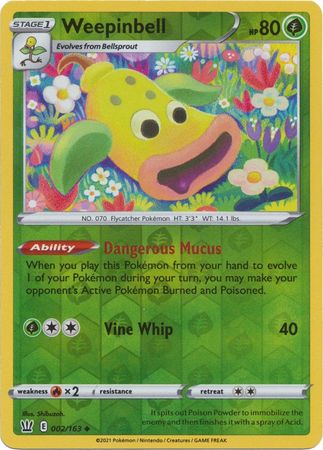 STAGE 1
Weepinbell
HP 80
Evolves from Bellsprout
NO. 070 Flycatcher Pokémon HT: 3'3" WT: 14.1 lbs.
Ability Dangerous Mucus
When you play this Pokémon from your hand to evolve
1 of your Pokémon during your turn, you may make your
opponent's Active Pokémon Burned and Poisoned.
Vine Whip 40
weakness ×2 resistance retreat
Illus. Shibuzoh.
E 002/163
It spits out Poison Powder to immobilize the
enemy and then finishes it with a spray of Acid.
©2021 Pokémon / Nintendo / Creatures / GAME FREAK